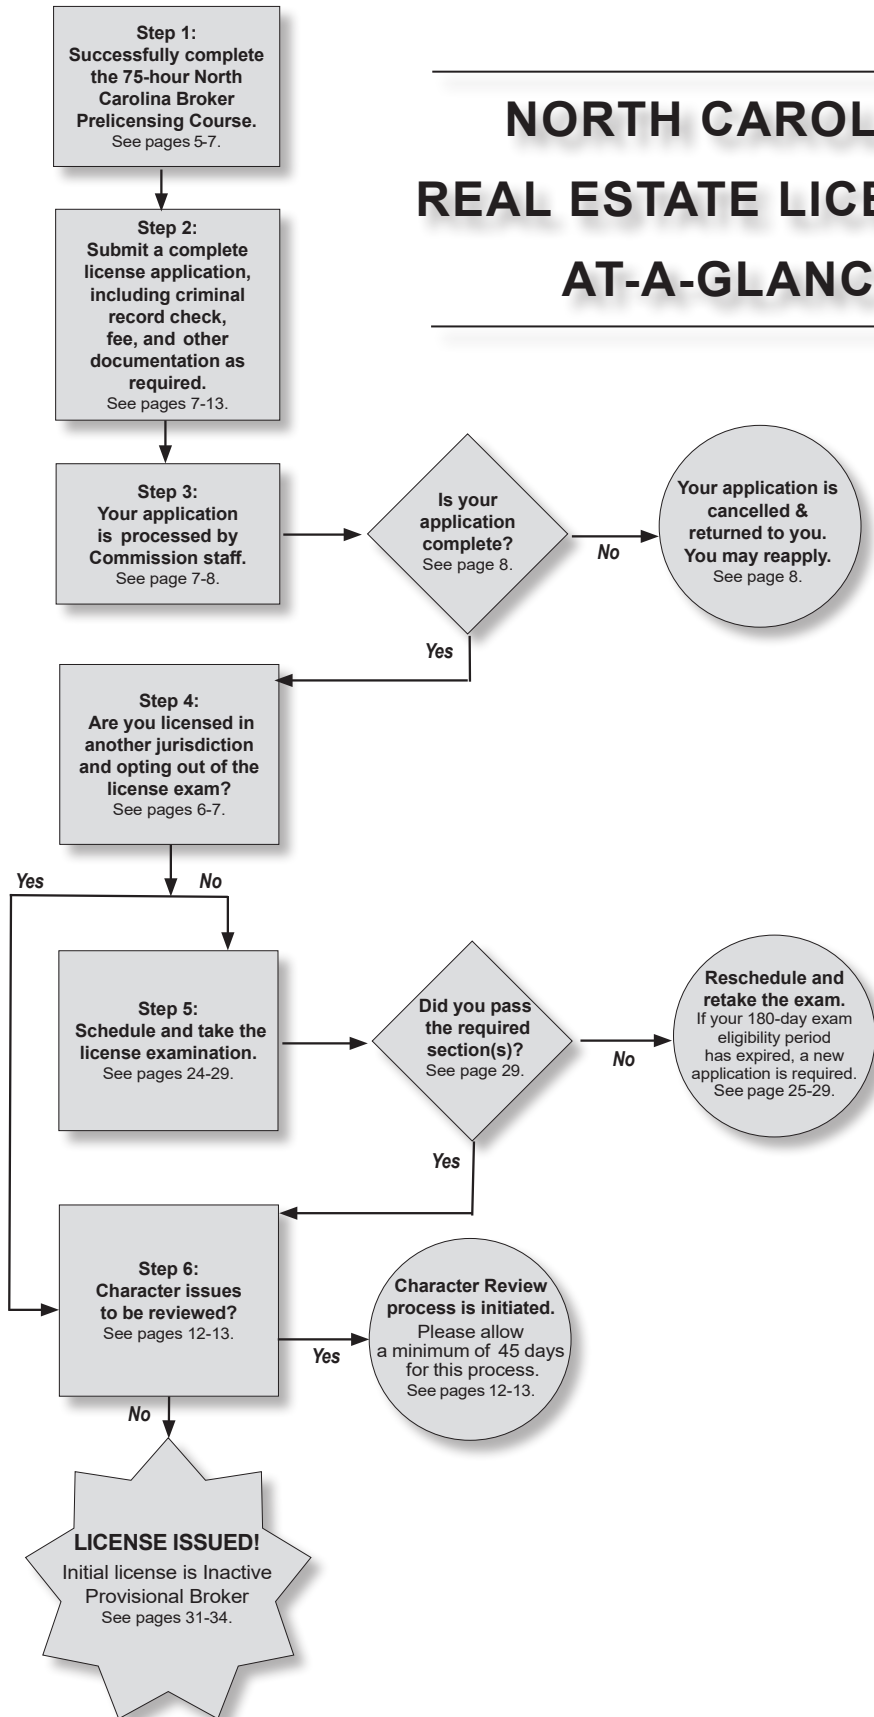 Step 1:
Successfully complete
the 75-hour North
Carolina Broker
Prelicensing Course.
See pages 5-7.
NORTH CAROL
REAL ESTATE LICE
AT-A-GLANC
Step 2:
Submit a complete
license application,
including criminal
record check,
fee, and other
documentation as
required.
See pages 7-13.
Step 3:
Your application
is processed by
Commission staff.
See page 7-8.
Is your
application
complete?
See page 8.
No
Your application is
cancelled &
returned to you.
You may reapply.
See page 8.
Yes
Step 4:
Are you licensed in
another jurisdiction
and opting out of the
license exam?
See pages 6-7.
Yes
No
Step 5:
Schedule and take the
license examination.
See pages 24-29.
Did you pass
the required
section(s)?
See page 29.
No
Reschedule and
retake the exam.
If your 180-day exam
eligibility period
has expired, a new
application is required.
See page 25-29.
Yes
Step 6:
Character issues
to be reviewed?
See pages 12-13.
Yes
Character Review
process is initiated.
Please allow
a minimum of 45 days
for this process.
See pages 12-13.
No
LICENSE ISSUED!
Initial license is Inactive
Provisional Broker
See pages 31-34.